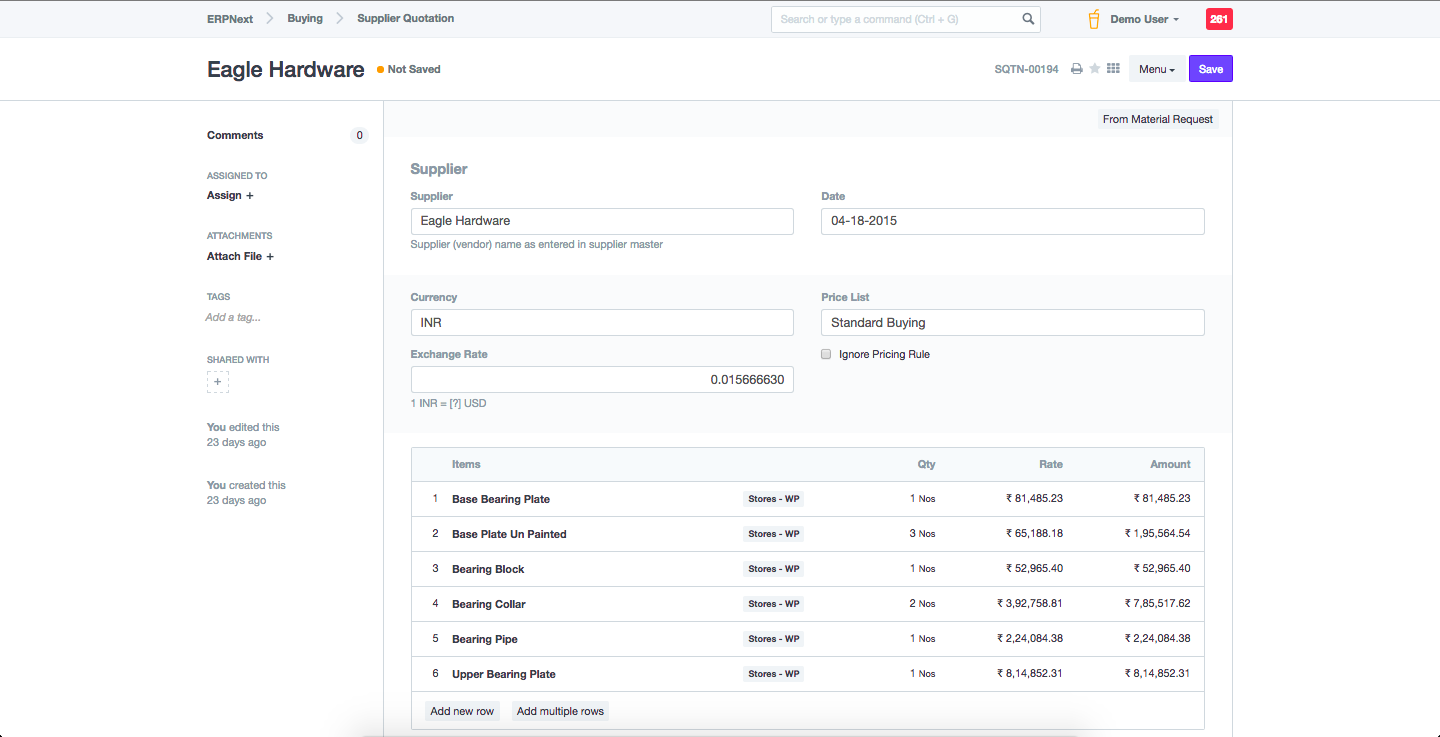 ERPNext Buying Supplier Quotation Search or type a command (Ctrl + G) Demo User 261
Eagle Hardware Not Saved SQTN-00194 Menu Save
From Material Request
Comments 0
ASSIGNED TO
Assign +
ATTACHMENTS
Attach File +
TAGS
Add a tag...
SHARED WITH
+
You edited this
23 days ago
You created this
23 days ago
Supplier
Supplier Date
Eagle Hardware 04-18-2015
Supplier (vendor) name as entered in supplier master
Currency Price List
INR Standard Buying
Exchange Rate Ignore Pricing Rule
0.015666630
1 INR = [?] USD
Items Qty Rate Amount
1 Base Bearing Plate Stores - WP 1 Nos ₹ 81,485.23 ₹ 81,485.23
2 Base Plate Un Painted Stores - WP 3 Nos ₹ 65,188.18 ₹ 1,95,564.54
3 Bearing Block Stores - WP 1 Nos ₹ 52,965.40 ₹ 52,965.40
4 Bearing Collar Stores - WP 2 Nos ₹ 3,92,758.81 ₹ 7,85,517.62
5 Bearing Pipe Stores - WP 1 Nos ₹ 2,24,084.38 ₹ 2,24,084.38
6 Upper Bearing Plate Stores - WP 1 Nos ₹ 8,14,852.31 ₹ 8,14,852.31
Add new row Add multiple rows